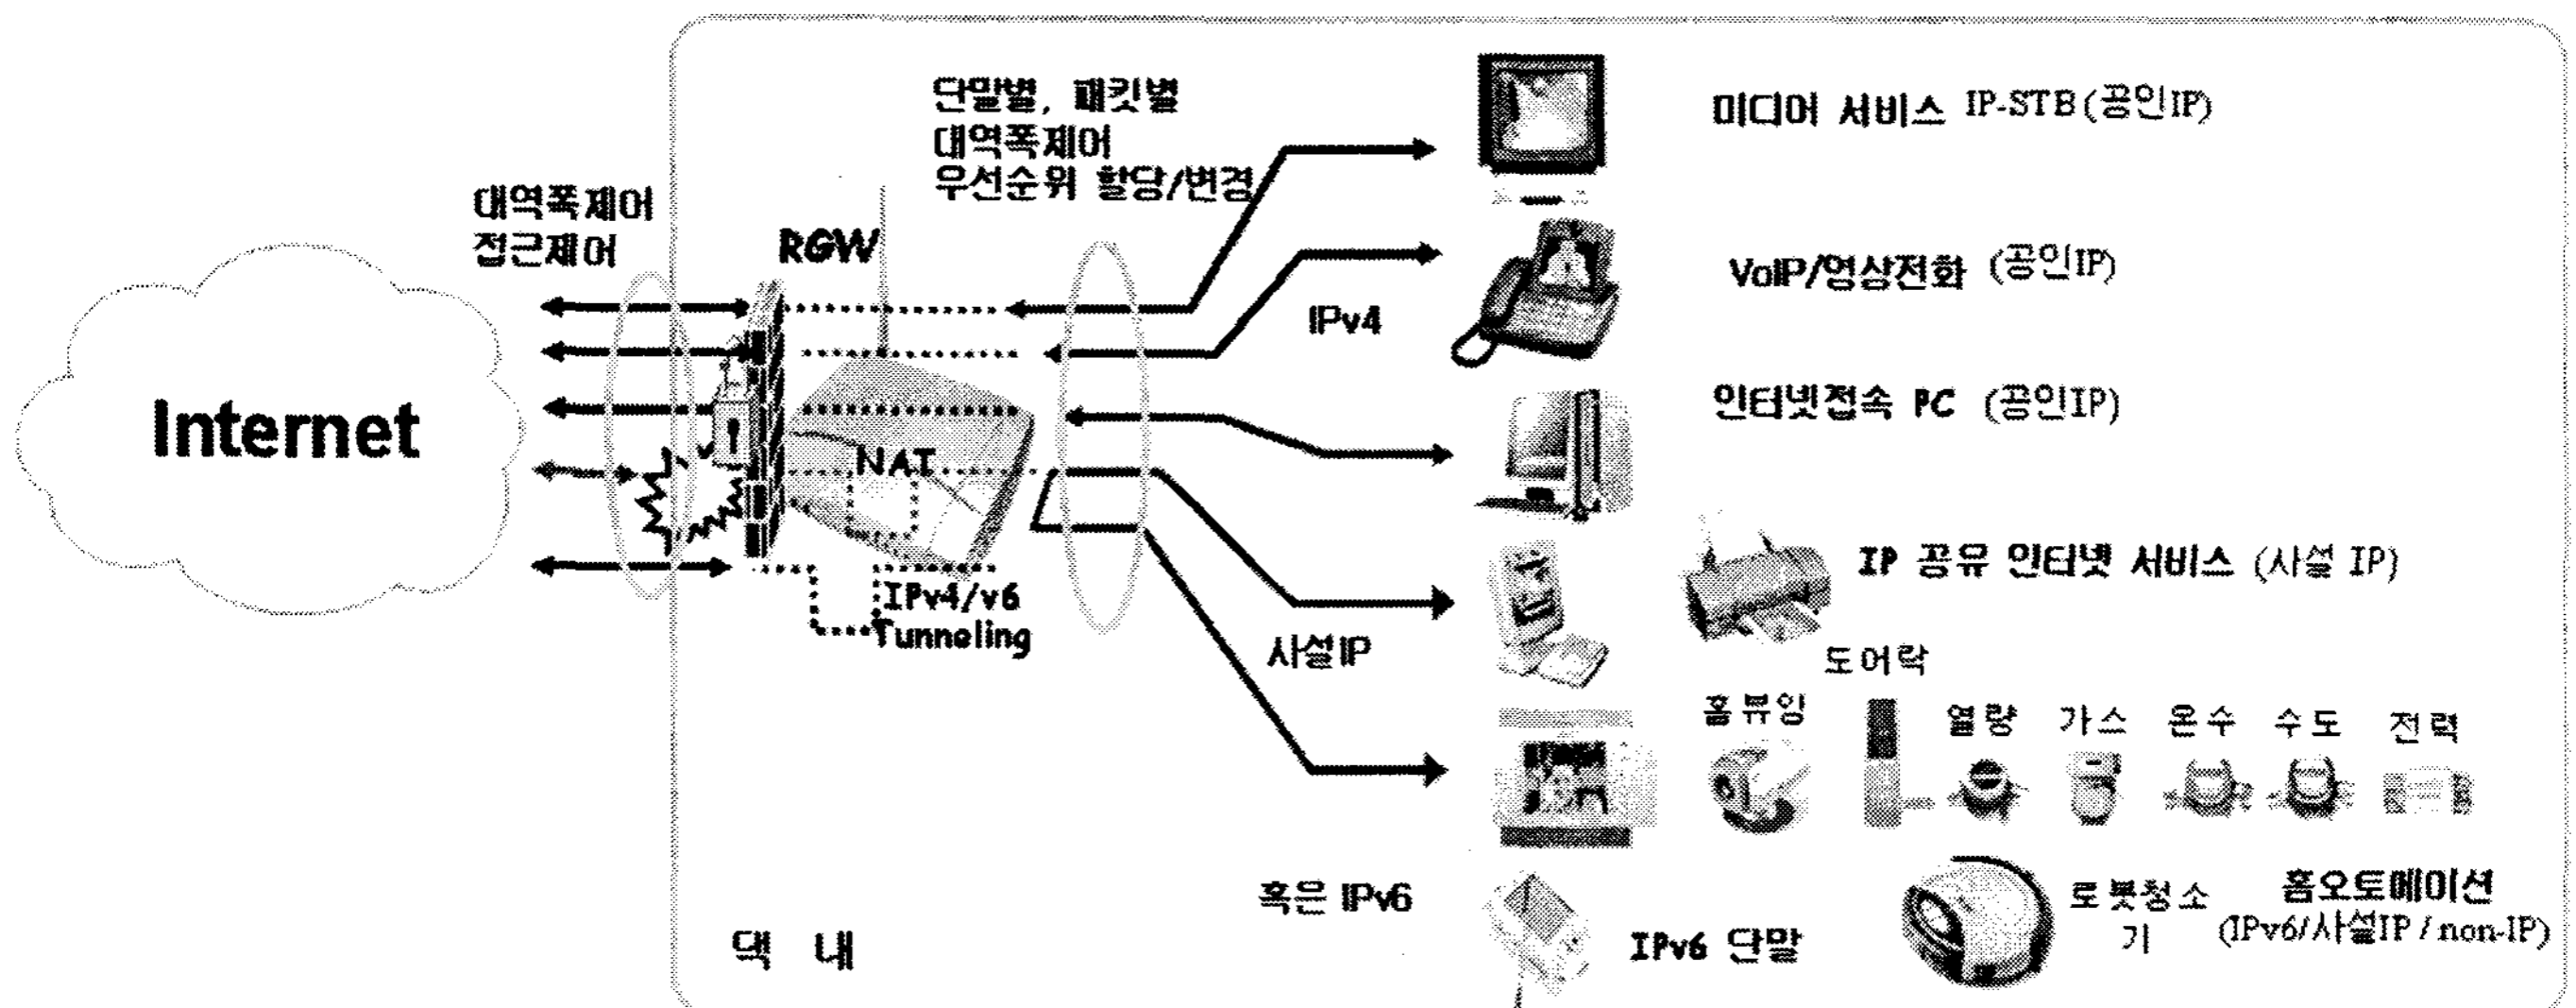 단말별, 패킷별
대역폭제어
우선순위 할당/변경
대역폭제어
접근제어
RGW
Internet
NAT
IPv4/v6
Tunneling
IPv4
사설IP
혹은 IPv6
댁 내
미디어 서비스 IP-STB(공인IP)
VoIP/영상전화 (공인IP)
인터넷접속 PC (공인IP)
IP 공유 인터넷 서비스 (사설 IP)
도어락
홈뷰잉
열량
가스
온수
수도
전력
IPv6 단말
로봇청소
기
홈오토메이션
(IPv6/사설IP / non-IP)